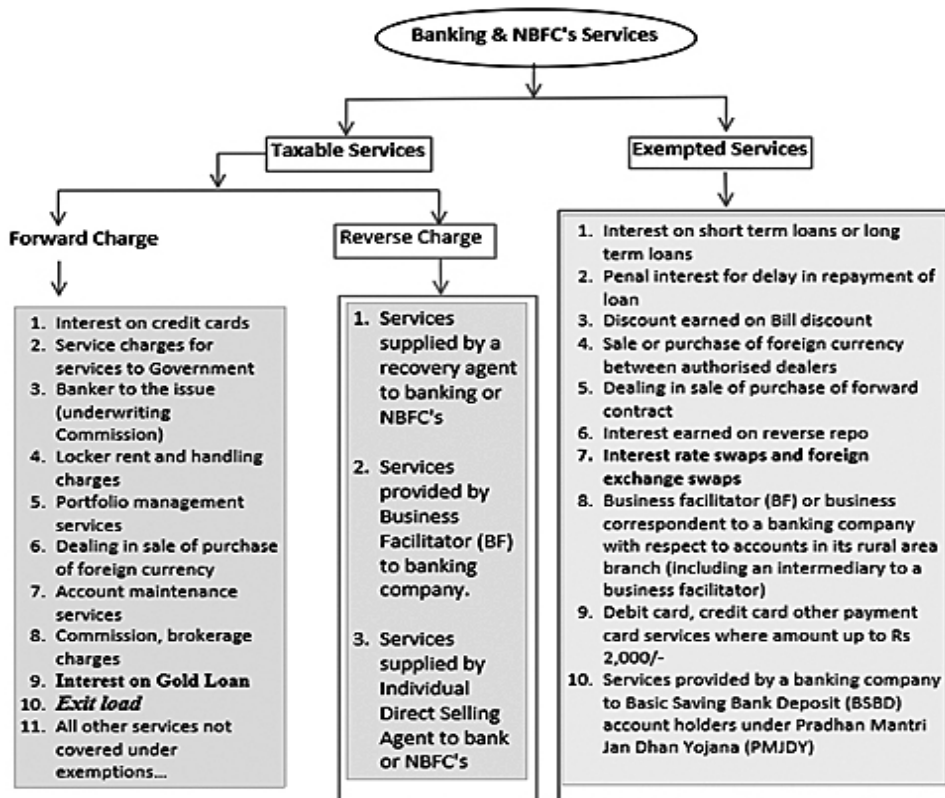 Banking & NBFC's Services
Taxable Services
Exempted Services
Forward Charge
Reverse Charge
1. Interest on credit cards
2. Service charges for
services to Government
3. Banker to the issue
(underwriting
Commission)
4. Locker rent and handling
charges
5. Portfolio management
services
6. Dealing in sale of purchase
of foreign currency
7. Account maintenance
services
8. Commission, brokerage
charges
9. Interest on Gold Loan
10. Exit load
11. All other services not
covered under
exemptions...
1. Services
supplied by a
recovery agent
to banking or
NBFC's
2. Services
provided by
Business
Facilitator (BF)
to banking
company.
3. Services
supplied by
Individual
Direct Selling
Agent to bank
or NBFC's
1. Interest on short term loans or long
term loans
2. Penal interest for delay in repayment of
loan
3. Discount earned on Bill discount
4. Sale or purchase of foreign currency
between authorised dealers
5. Dealing in sale of purchase of forward
contract
6. Interest earned on reverse repo
7. Interest rate swaps and foreign
exchange swaps
8. Business facilitator (BF) or business
correspondent to a banking company
with respect to accounts in its rural area
branch (including an intermediary to a
business facilitator)
9. Debit card, credit card other payment
card services where amount up to Rs
2,000/-
10. Services provided by a banking company
to Basic Saving Bank Deposit (BSBD)
account holders under Pradhan Mantri
Jan Dhan Yojana (PMJDY)